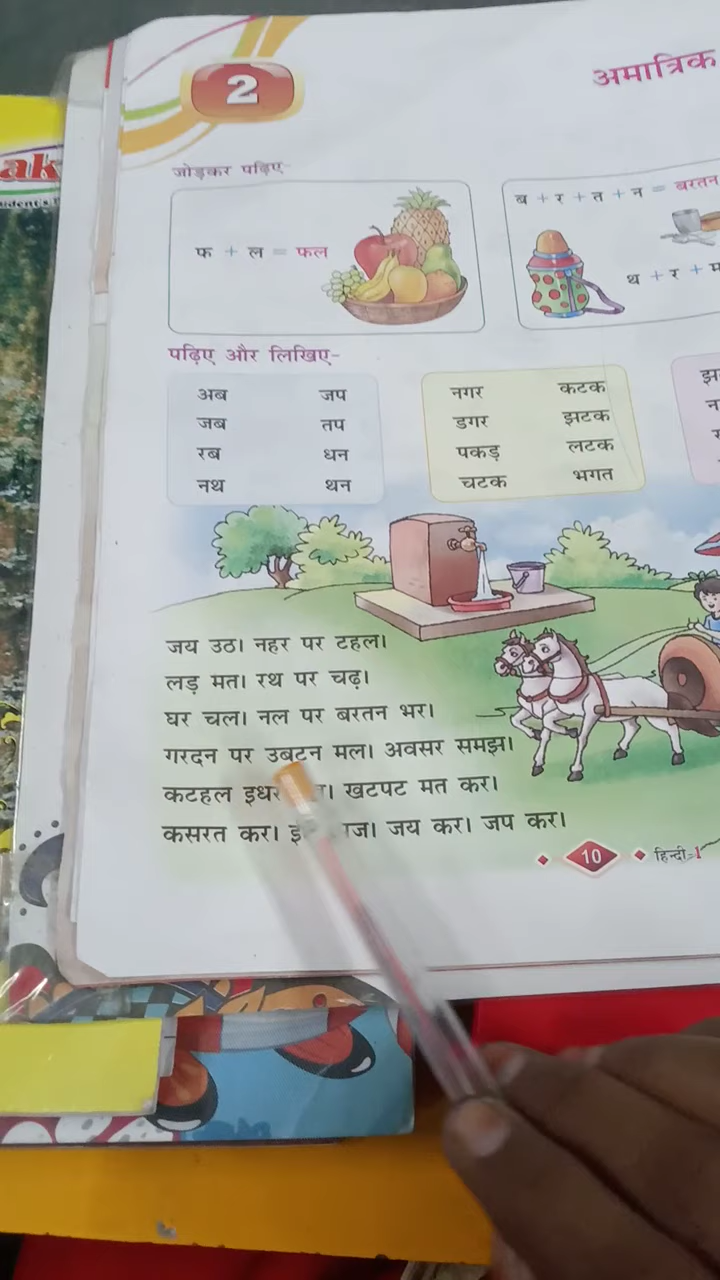 2
अमात्रिक
ak
जोड़कर पढ़िए-
फ + ल = फल
ब + र + त + न = बरतन
थ + र + म
पढ़िए और लिखिए-
अब जप
जब तप
रब धन
नथ थन
नगर कटक
डगर झटक
पकड़ लटक
चटक भगत
जय उठ। नहर पर टहल।
लड़ मत। रथ पर चढ़।
घर चल। नल पर बरतन भर।
गरदन पर उबटन मल। अवसर समझ।
कटहल इधर खटपट मत कर।
कसरत कर। जय कर। जप कर।
10 हिन्दी-1